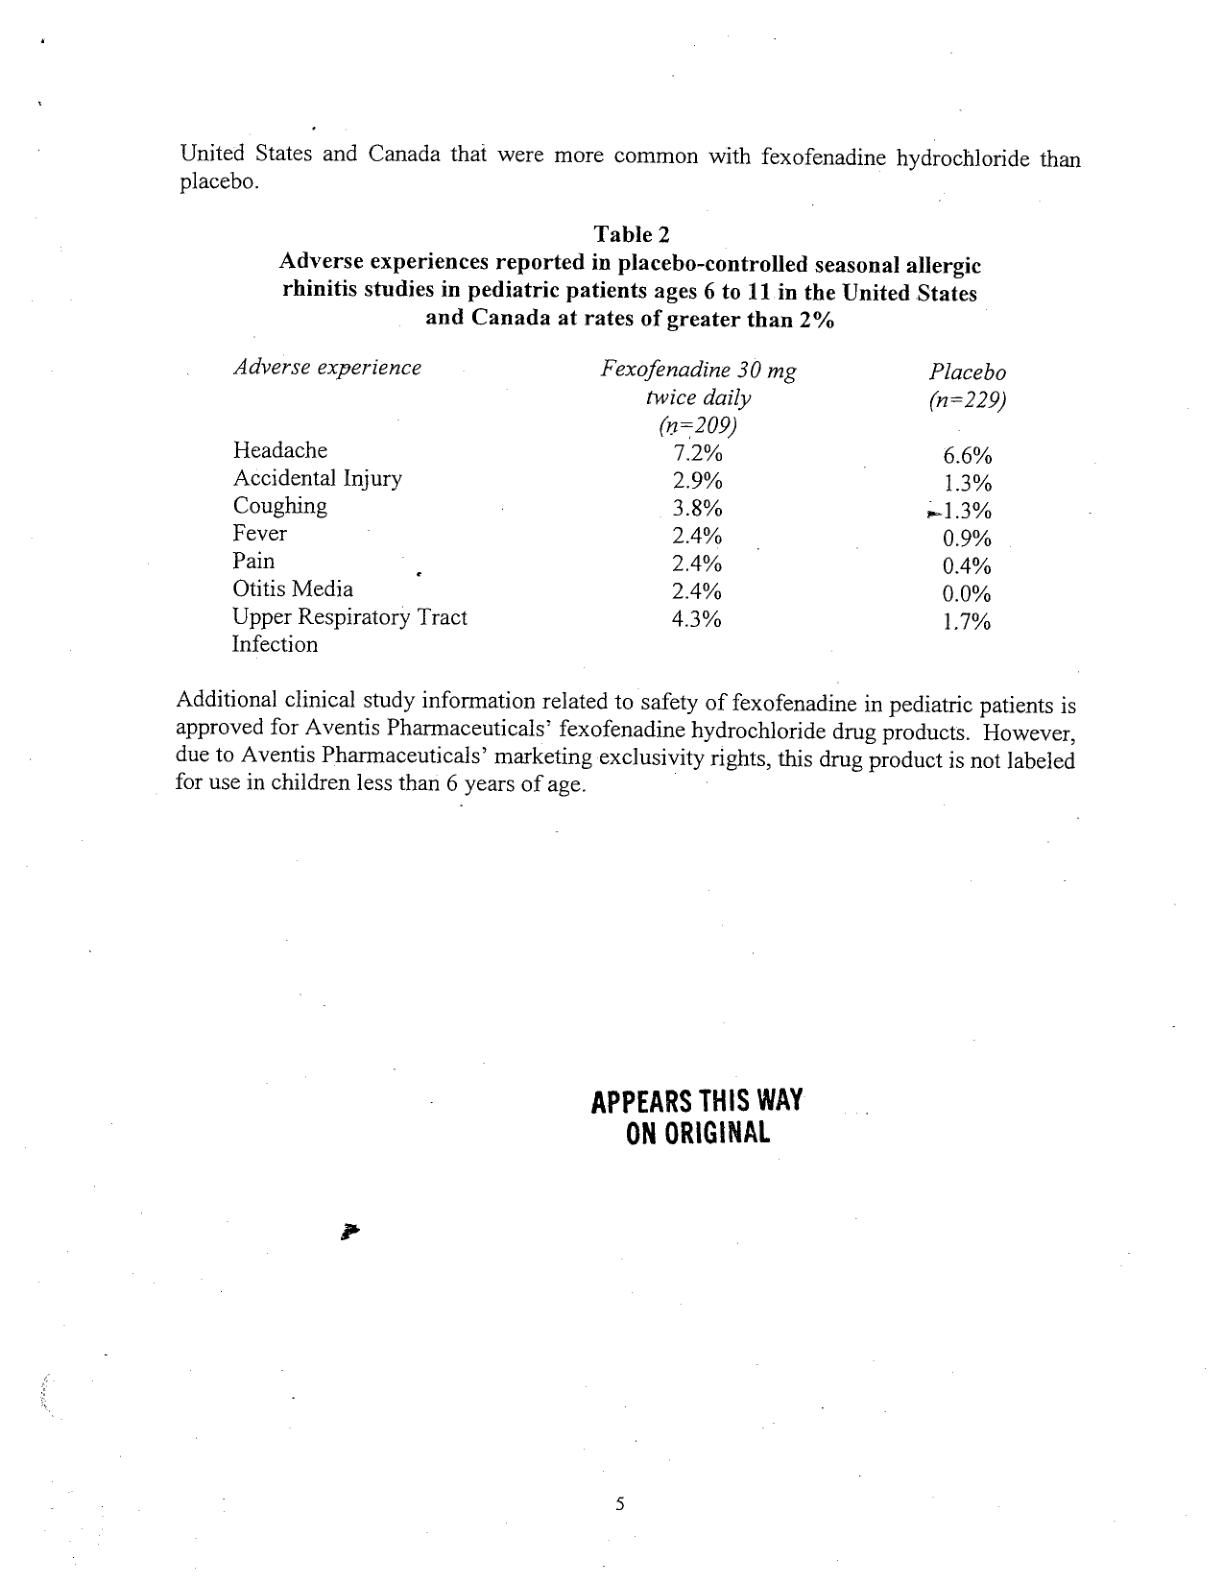 United States and Canada that were more common with fexofenadine hydrochloride than
placebo.
Table 2
Adverse experiences reported in placebo-controlled seasonal allergic
rhinitis studies in pediatric patients ages 6 to 11 in the United States
and Canada at rates of greater than 2%
Adverse experience Fexofenadine 30 mg Placebo
twice daily (n=229)
(n=209)
Headache 7.2% 6.6%
Accidental Injury 2.9% 1.3%
Coughing 3.8% 1.3%
Fever 2.4% 0.9%
Pain 2.4% 0.4%
Otitis Media 2.4% 0.0%
Upper Respiratory Tract 4.3% 1.7%
Infection
Additional clinical study information related to safety of fexofenadine in pediatric patients is
approved for Aventis Pharmaceuticals' fexofenadine hydrochloride drug products. However,
due to Aventis Pharmaceuticals' marketing exclusivity rights, this drug product is not labeled
for use in children less than 6 years of age.
APPEARS THIS WAY
ON ORIGINAL
5